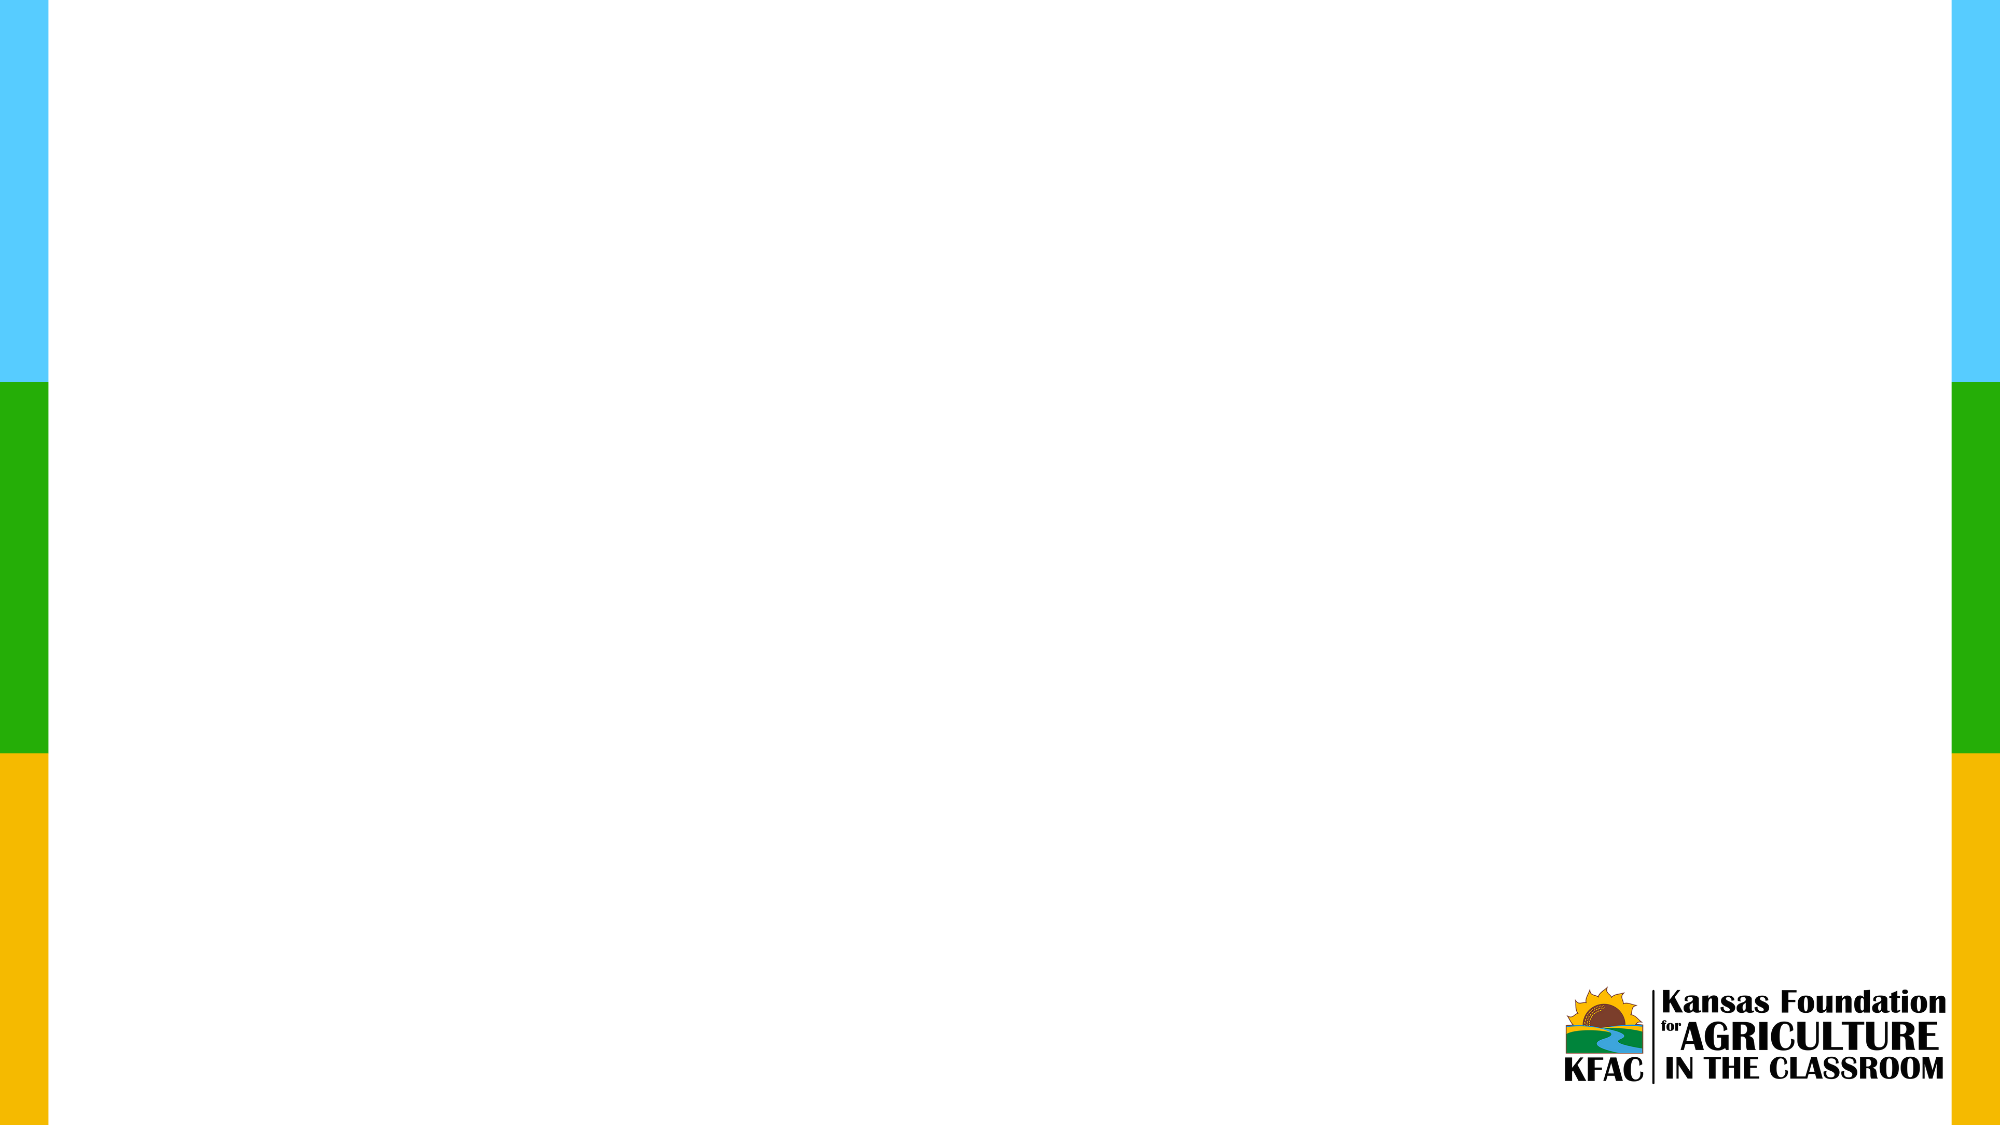 Kansas Foundation
for AGRICULTURE
IN THE CLASSROOM
KFAC